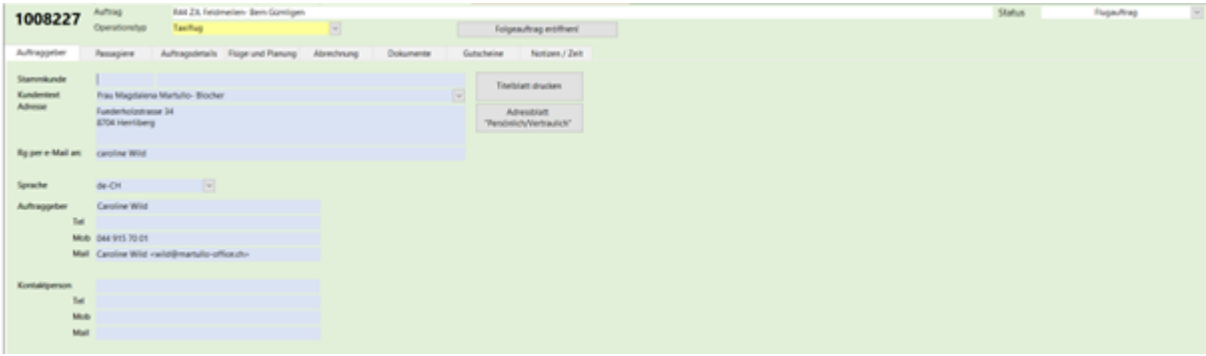 1008227
Auftrag RAM ZJL Feldmeilen- Bern Gümligen Status Flugauftrag
Operationstyp Taxiflug Folgeauftrag eröffnen!
Auftraggeber Passagiere Auftragsdetails Flüge und Planung Abrechnung Dokumente Gutscheine Notizen / Zeit
Stammkunde
Titelblatt drucken
Kundentext Frau Magdalena Martullo- Blocher
Adresse Fuederholzstrasse 34
8704 Herrliberg
Adressblatt
"Persönlich/Vertraulich"
Rg per e-Mail an: caroline Wild
Sprache de-CH
Auftraggeber Caroline Wild
Tel
Mob 044 915 70 01
Mail Caroline Wild <wild@martullo-office.ch>
Kontaktperson
Tel
Mob
Mail